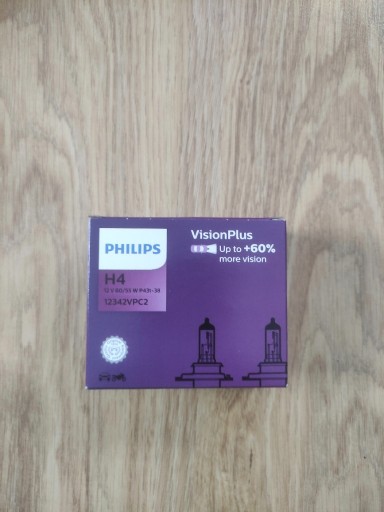 PHILIPS
H4
12 V 60/55 W P43t-38
12342VPC2
VisionPlus
Up to +60%
more vision